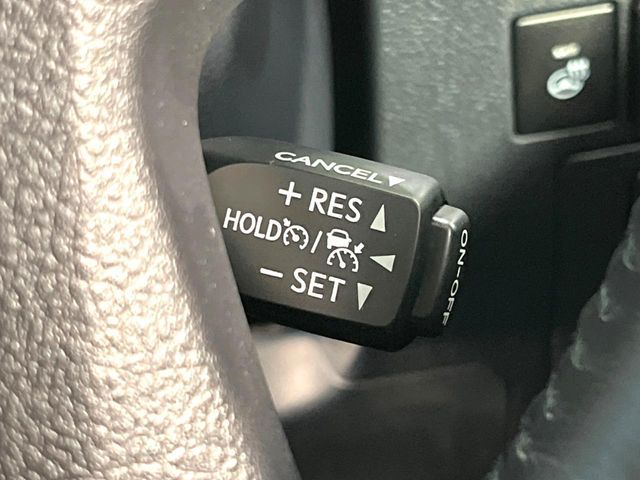 CANCEL▼
+ RES ▲
HOLD / ◀
− SET ▼
ON-OFF